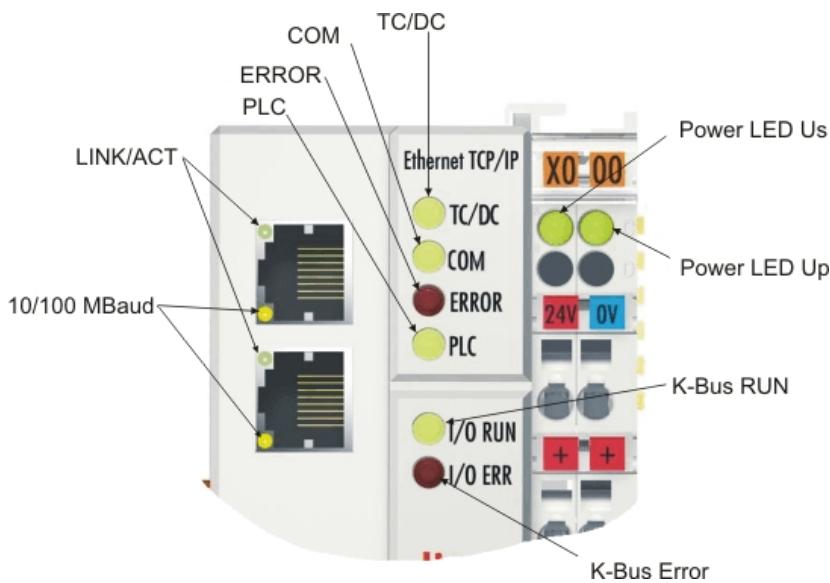 TC/DC
COM
ERROR
PLC
LINK/ACT
10/100 MBaud
Ethernet TCP/IP
TC/DC
COM
ERROR
PLC
I/O RUN
I/O ERR
X0 00
24V 0V
+ +
Power LED Us
Power LED Up
K-Bus RUN
K-Bus Error